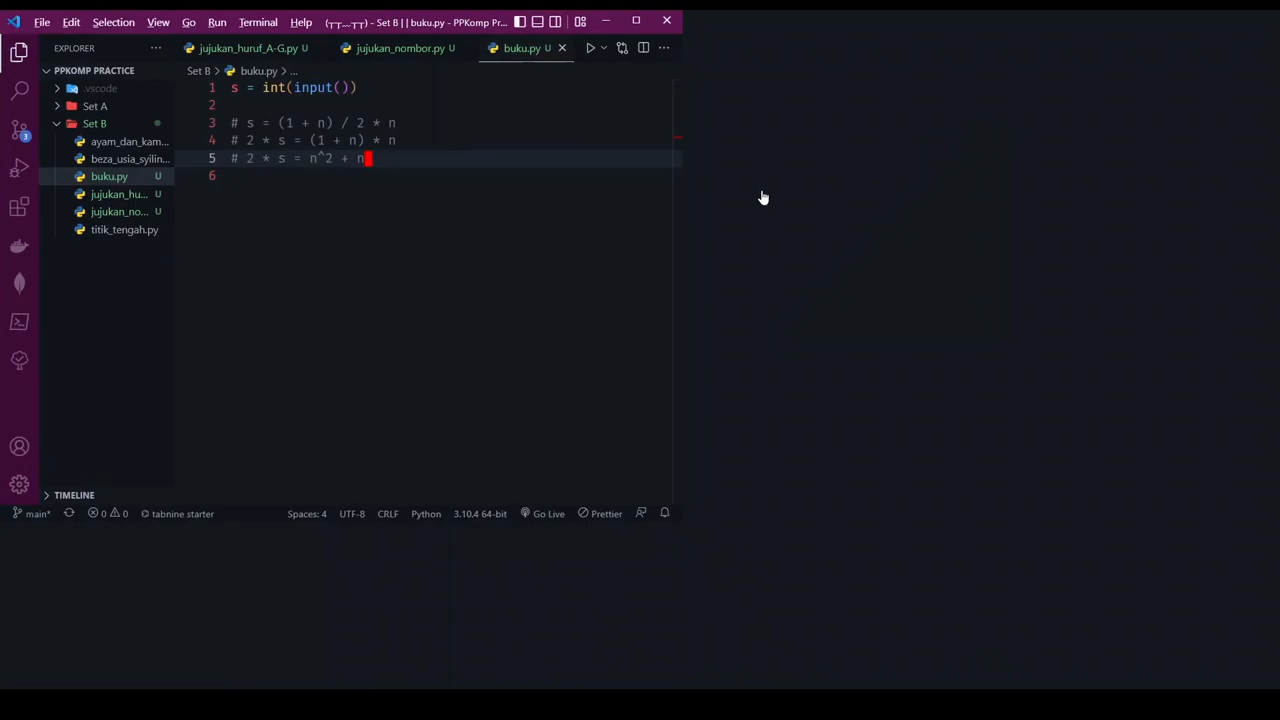 File Edit Selection View Go Run Terminal Help (┬┬﹏┬┬) - Set B | | buku.py - PPKomp Pr...
EXPLORER ... jujukan_huruf_A-G.py U jujukan_nombor.py U buku.py U
PPKOMP PRACTICE
.vscode
Set A
Set B
ayam_dan_kam...
beza_usia_syilin...
buku.py U
jujukan_hu... U
jujukan_no... U
titik_tengah.py
TIMELINE
Set B > buku.py > ...
1 s = int(input())
2
3 # s = (1 + n) / 2 * n
4 # 2 * s = (1 + n) * n
5 # 2 * s = n^2 + n
6
3
main* 0 0 tabnine starter Spaces: 4 UTF-8 CRLF Python 3.10.4 64-bit Go Live Prettier